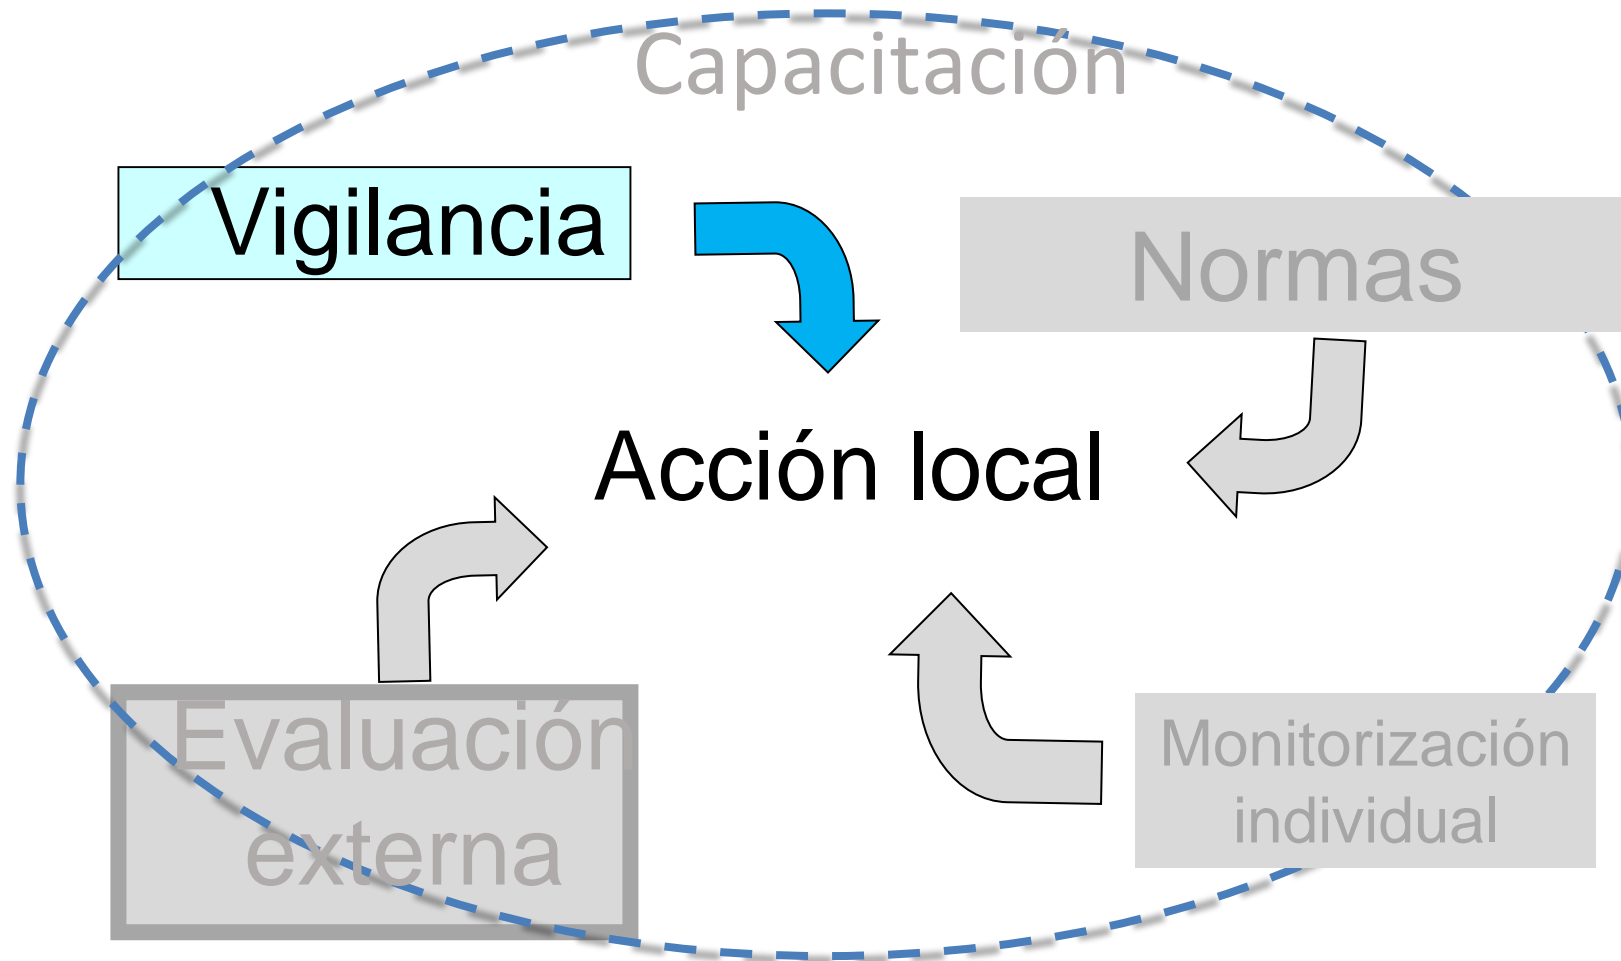 Capacitación
Vigilancia
Normas
Acción local
Evaluación
externa
Monitorización
individual